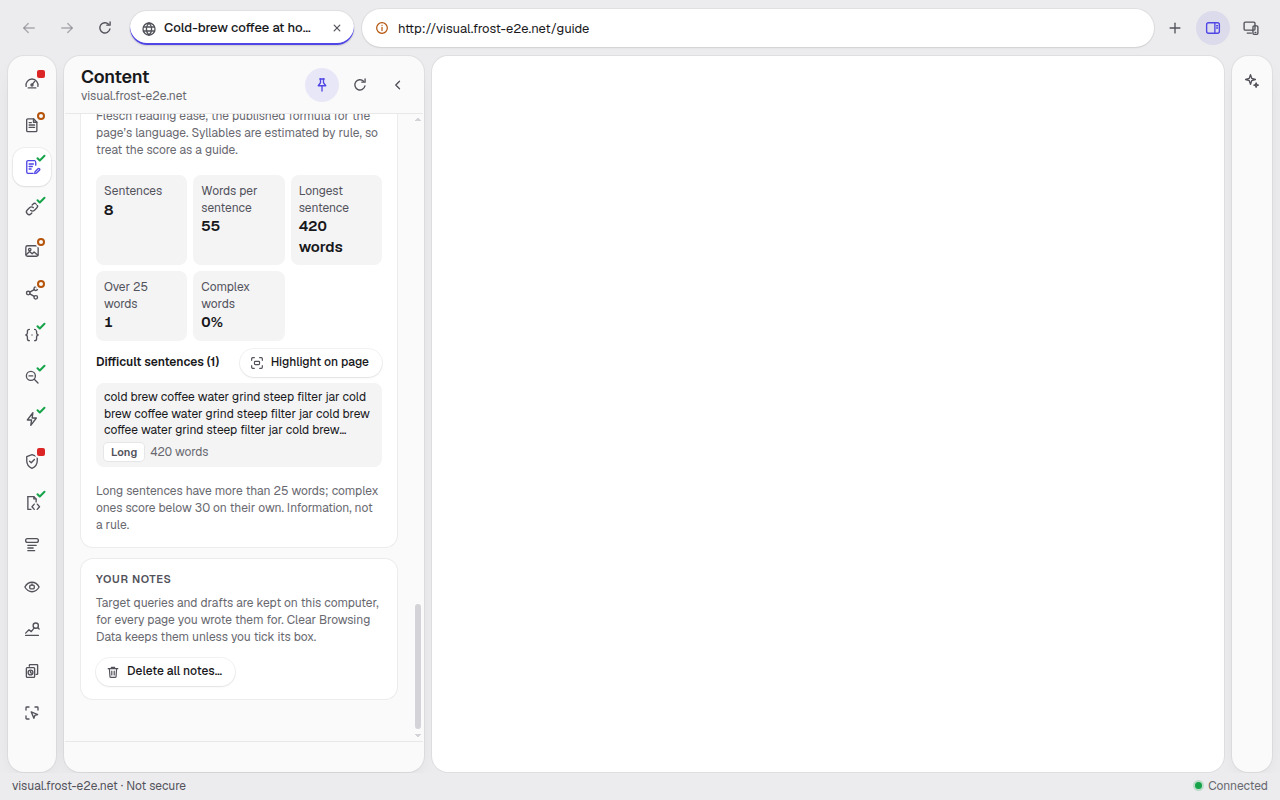 Cold-brew coffee at ho...
http://visual.frost-e2e.net/guide
Content
visual.frost-e2e.net
Flesch reading ease, the published formula for the
page's language. Syllables are estimated by rule, so
treat the score as a guide.
Sentences
8
Words per
sentence
55
Longest
sentence
420
words
Over 25
words
1
Complex
words
0%
Difficult sentences (1)
Highlight on page
cold brew coffee water grind steep filter jar cold
brew coffee water grind steep filter jar cold brew
coffee water grind steep filter jar cold brew...
Long
420 words
Long sentences have more than 25 words; complex
ones score below 30 on their own. Information, not
a rule.
YOUR NOTES
Target queries and drafts are kept on this computer,
for every page you wrote them for. Clear Browsing
Data keeps them unless you tick its box.
Delete all notes...
visual.frost-e2e.net · Not secure
Connected